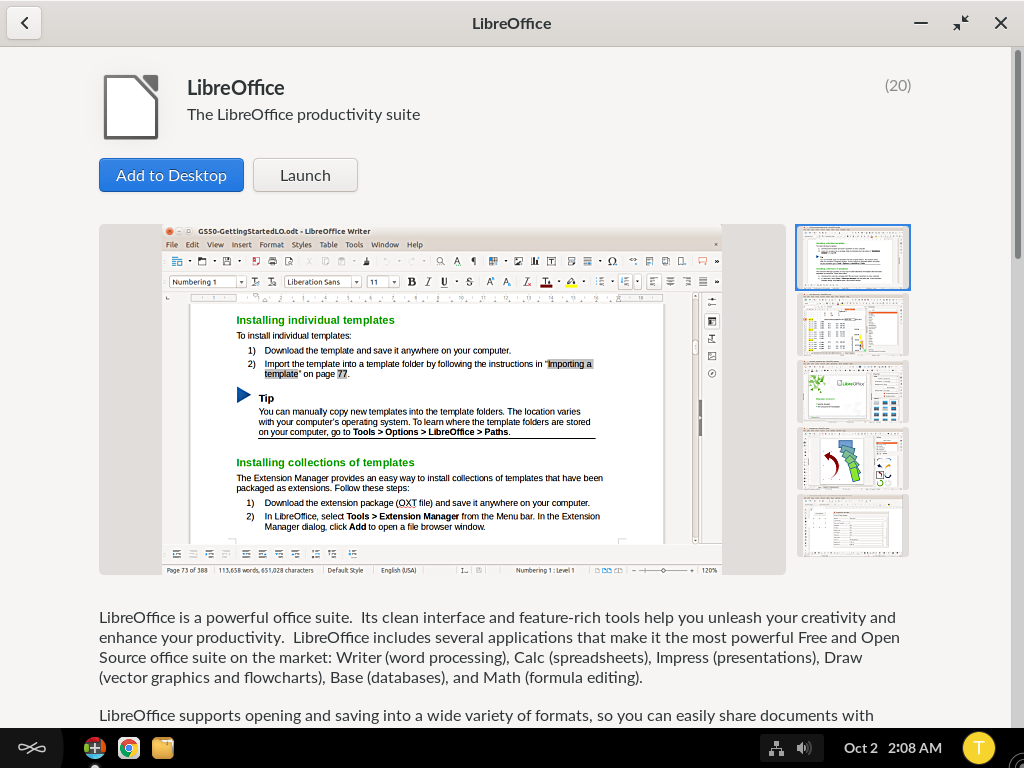 LibreOffice
LibreOffice
(20)
The LibreOffice productivity suite
Add to Desktop
Launch
GS50-GettingStartedLO.odt - LibreOffice Writer
File Edit View Insert Format Styles Table Tools Window Help
Numbering 1
Liberation Sans
11
Installing individual templates
To install individual templates:
1) Download the template and save it anywhere on your computer.
2) Import the template into a template folder by following the instructions in "Importing a
template" on page 77.
Tip
You can manually copy new templates into the template folders. The location varies
with your computer's operating system. To learn where the template folders are stored
on your computer, go to Tools > Options > LibreOffice > Paths.
Installing collections of templates
The Extension Manager provides an easy way to install collections of templates that have been
packaged as extensions. Follow these steps:
1) Download the extension package (OXT file) and save it anywhere on your computer.
2) In LibreOffice, select Tools > Extension Manager from the Menu bar. In the Extension
Manager dialog, click Add to open a file browser window.
Page 73 of 388 113,658 words, 651,028 characters Default Style English (USA) Numbering 1 : Level 1 120%
LibreOffice is a powerful office suite.  Its clean interface and feature-rich tools help you unleash your creativity and
enhance your productivity.  LibreOffice includes several applications that make it the most powerful Free and Open
Source office suite on the market: Writer (word processing), Calc (spreadsheets), Impress (presentations), Draw
(vector graphics and flowcharts), Base (databases), and Math (formula editing).
LibreOffice supports opening and saving into a wide variety of formats, so you can easily share documents with
Oct 2 2:08 AM
T